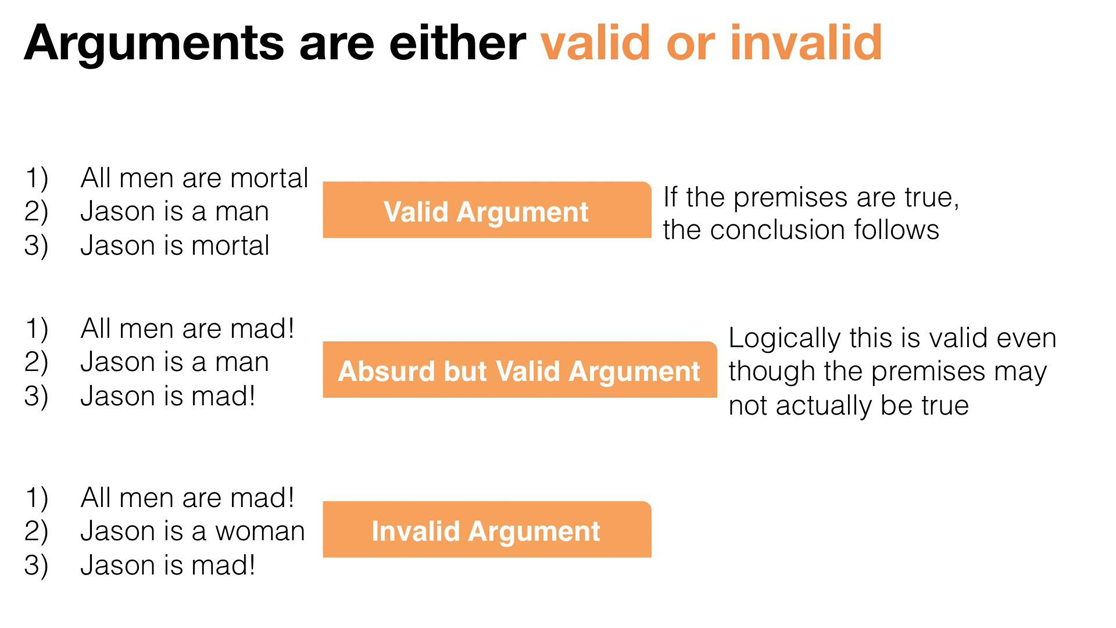 Arguments are either valid or invalid
1) All men are mortal
2) Jason is a man
3) Jason is mortal
Valid Argument
If the premises are true,
the conclusion follows
1) All men are mad!
2) Jason is a man
3) Jason is mad!
Absurd but Valid Argument
Logically this is valid even
though the premises may
not actually be true
1) All men are mad!
2) Jason is a woman
3) Jason is mad!
Invalid Argument